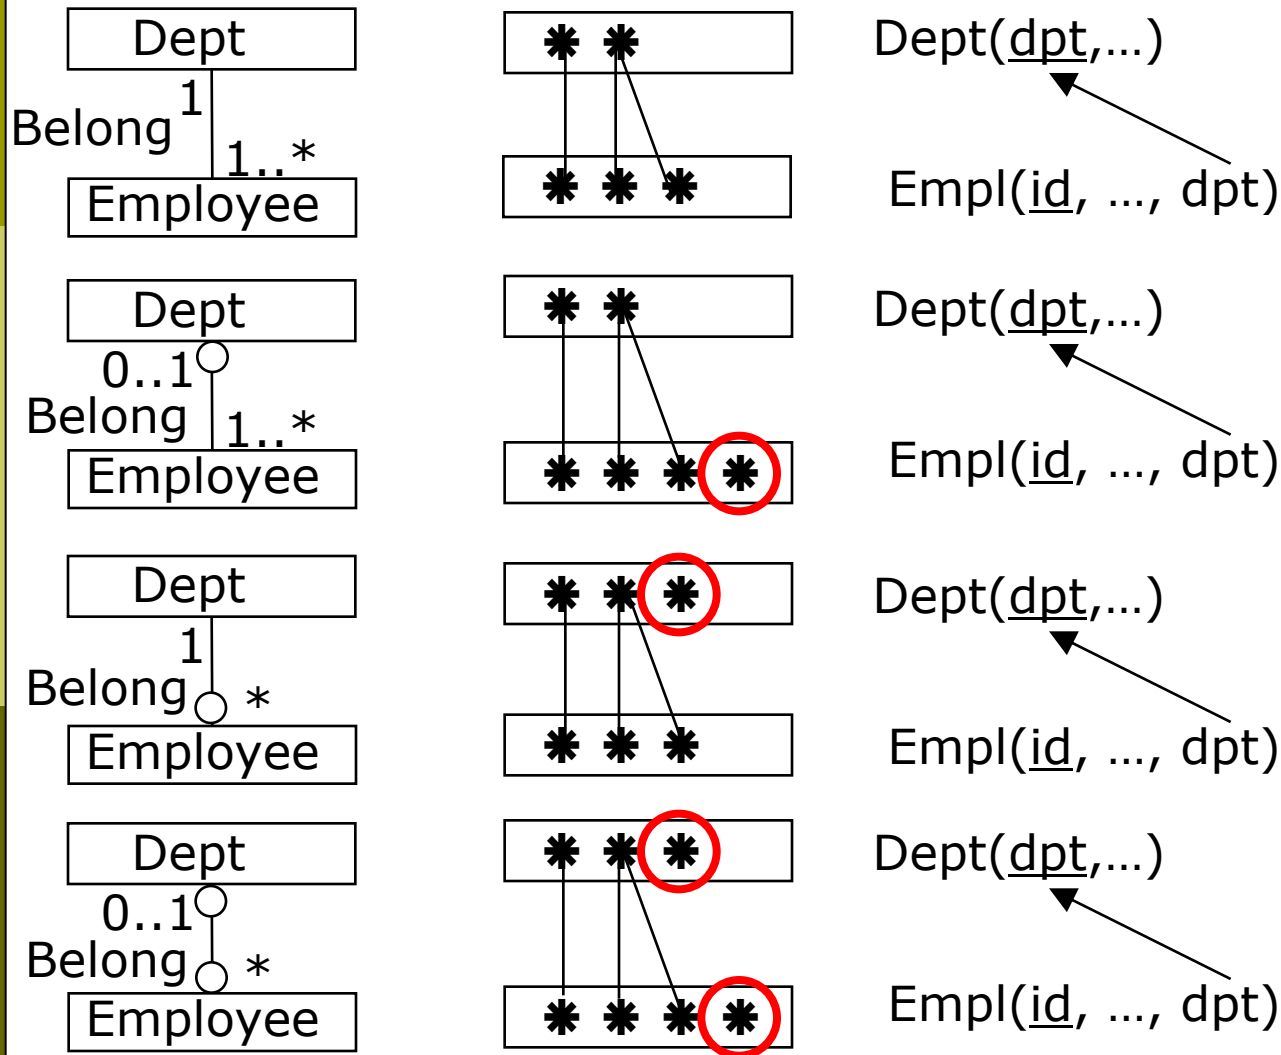 Dept
Dept(dpt,...)
1
Belong
1..*
Empl(id, ..., dpt)
Employee
Dept
Dept(dpt,...)
0..1
Belong
1..*
Empl(id, ..., dpt)
Employee
Dept
Dept(dpt,...)
1
Belong
*
Empl(id, ..., dpt)
Employee
Dept
Dept(dpt,...)
0..1
Belong
*
Empl(id, ..., dpt)
Employee